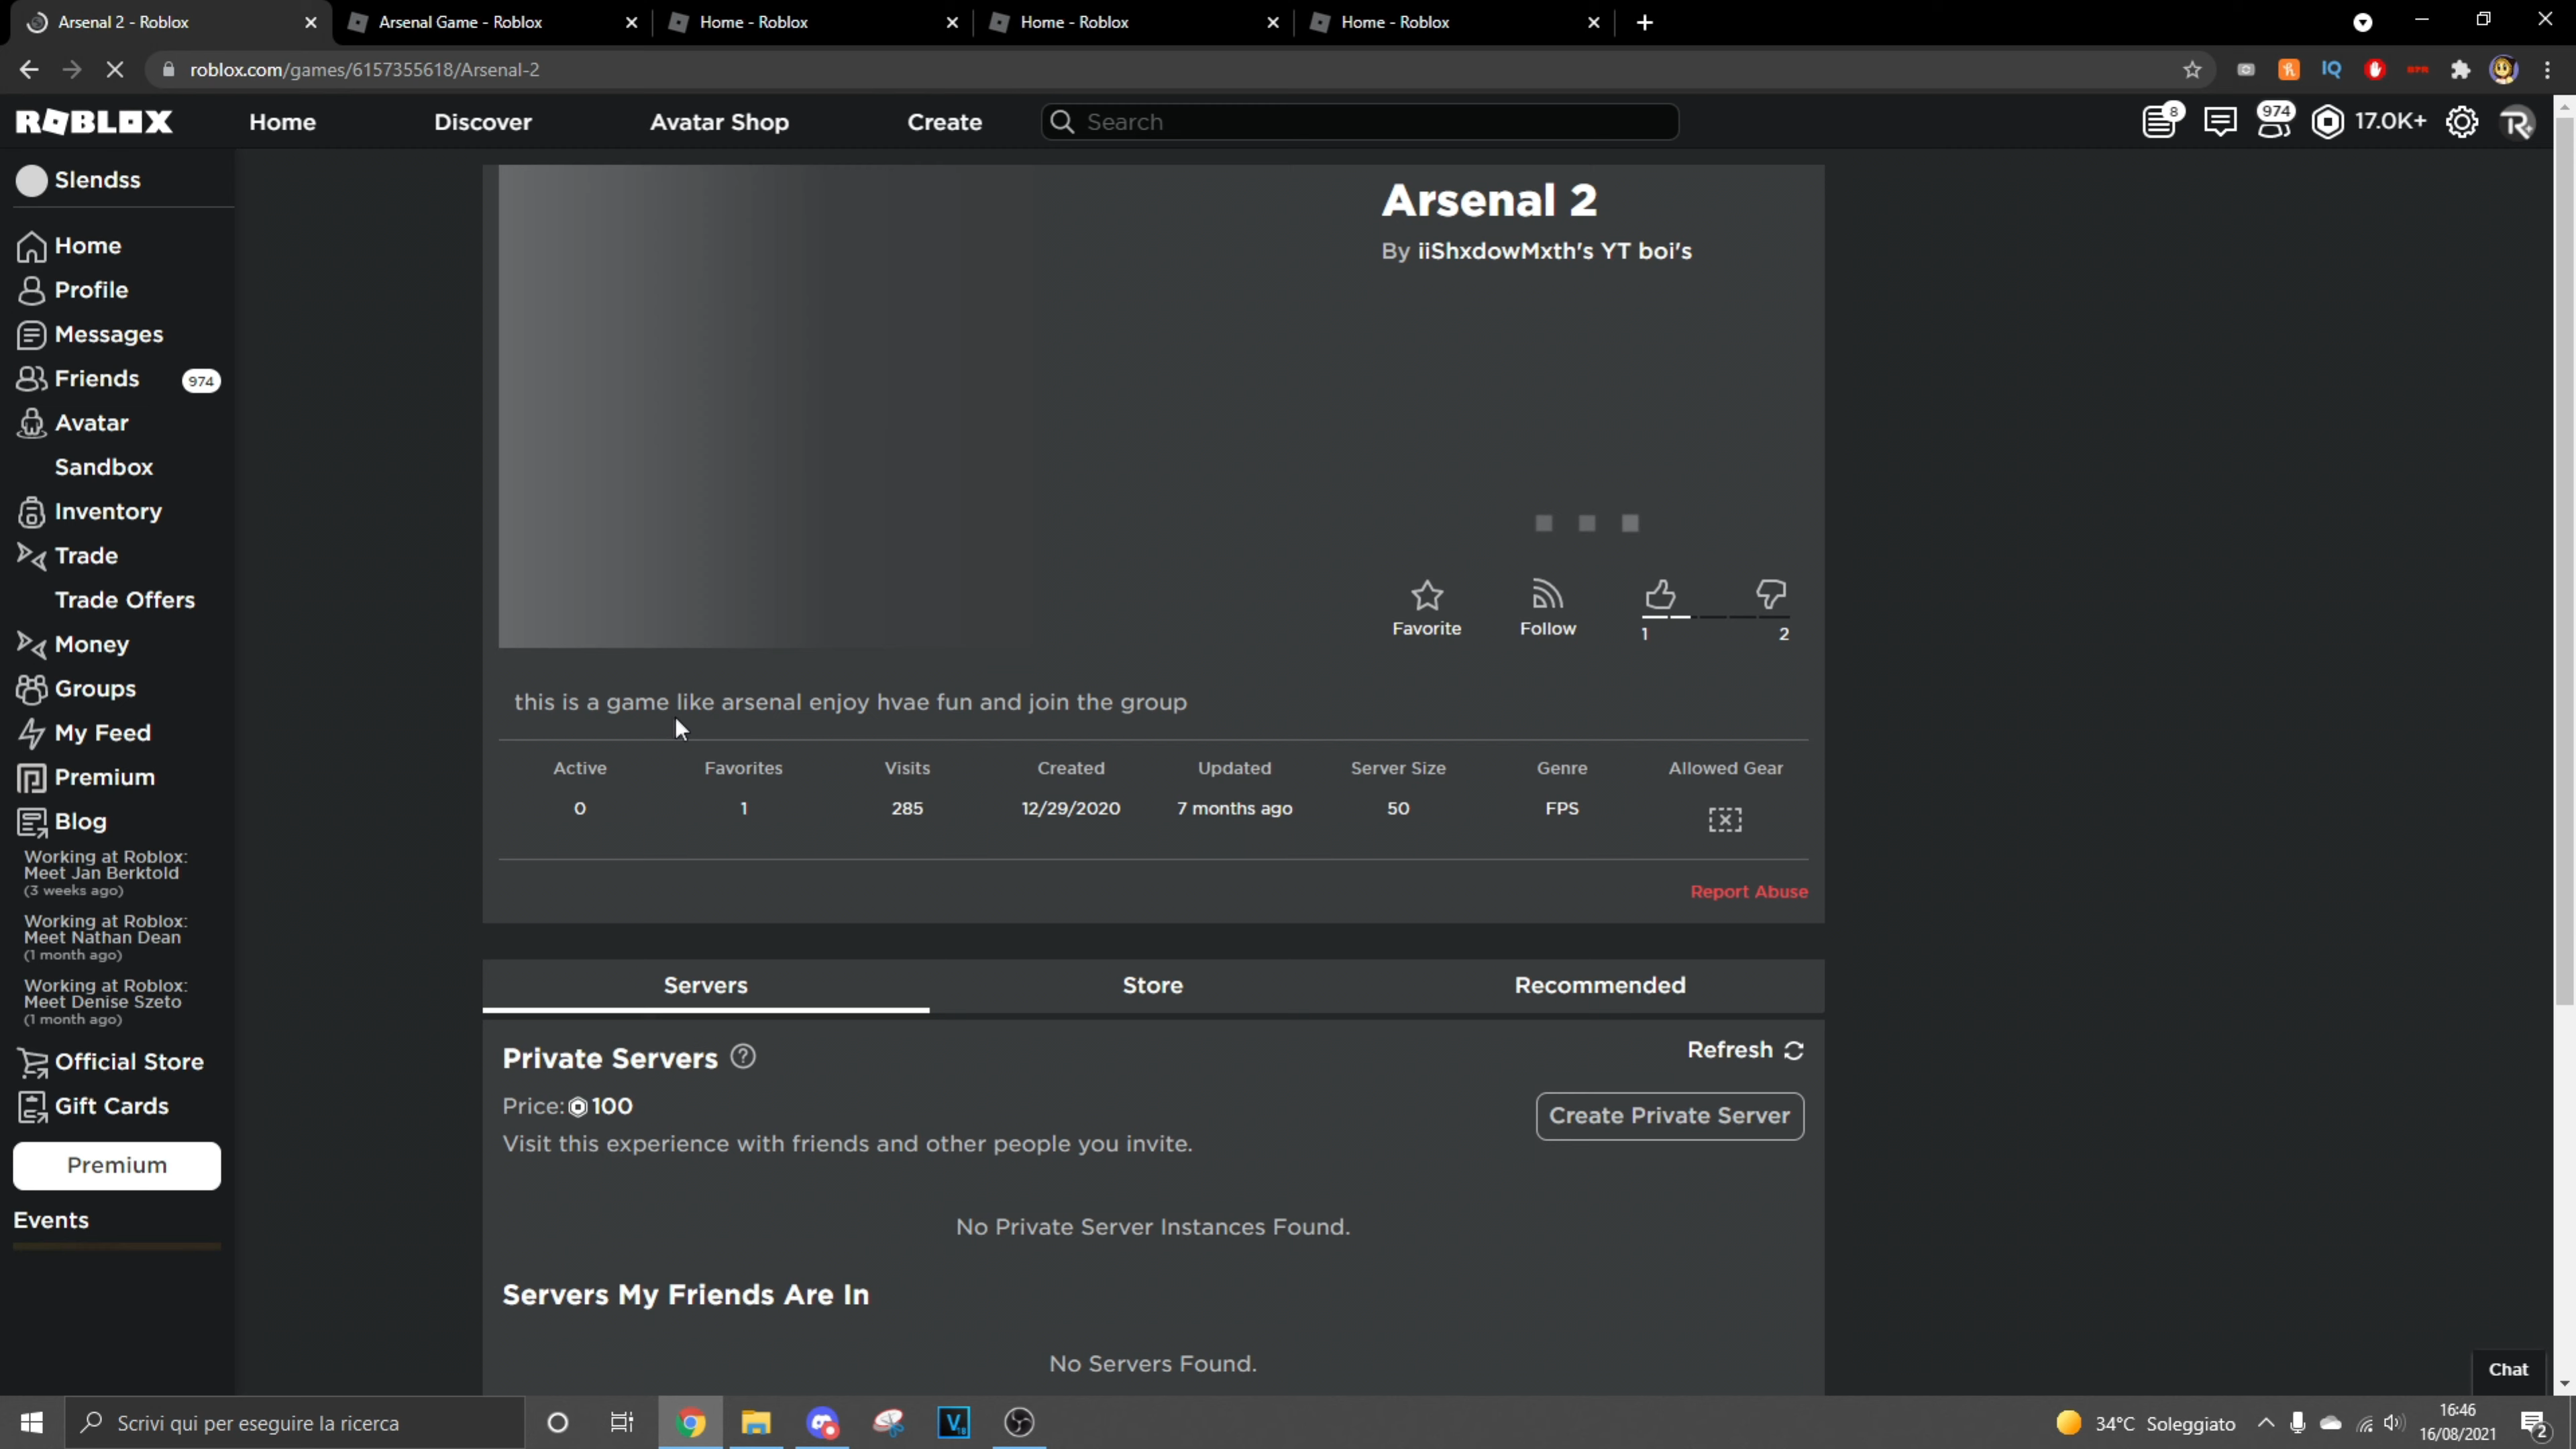 Arsenal 2 - Roblox
Arsenal Game - Roblox
Home - Roblox
Home - Roblox
Home - Roblox
roblox.com/games/6157355618/Arsenal-2
ROBLOX
Home
Discover
Avatar Shop
Create
Search
8
974
17.0K+
Slendss
Home
Profile
Messages
Friends
974
Avatar
Sandbox
Inventory
Trade
Trade Offers
Money
Groups
My Feed
Premium
Blog
Working at Roblox:
Meet Jan Berktold
(3 weeks ago)
Working at Roblox:
Meet Nathan Dean
(1 month ago)
Working at Roblox:
Meet Denise Szeto
(1 month ago)
Official Store
Gift Cards
Premium
Events
Arsenal 2
By iiShxdowMxth's YT boi's
Favorite
Follow
1
2
this is a game like arsenal enjoy hvae fun and join the group
Active Favorites Visits Created Updated Server Size Genre Allowed Gear
0 1 285 12/29/2020 7 months ago 50 FPS
Report Abuse
Servers
Store
Recommended
Private Servers
Refresh
Price: 100
Create Private Server
Visit this experience with friends and other people you invite.
No Private Server Instances Found.
Servers My Friends Are In
No Servers Found.
Chat
Scrivi qui per eseguire la ricerca
34°C Soleggiato
16:46
16/08/2021
2